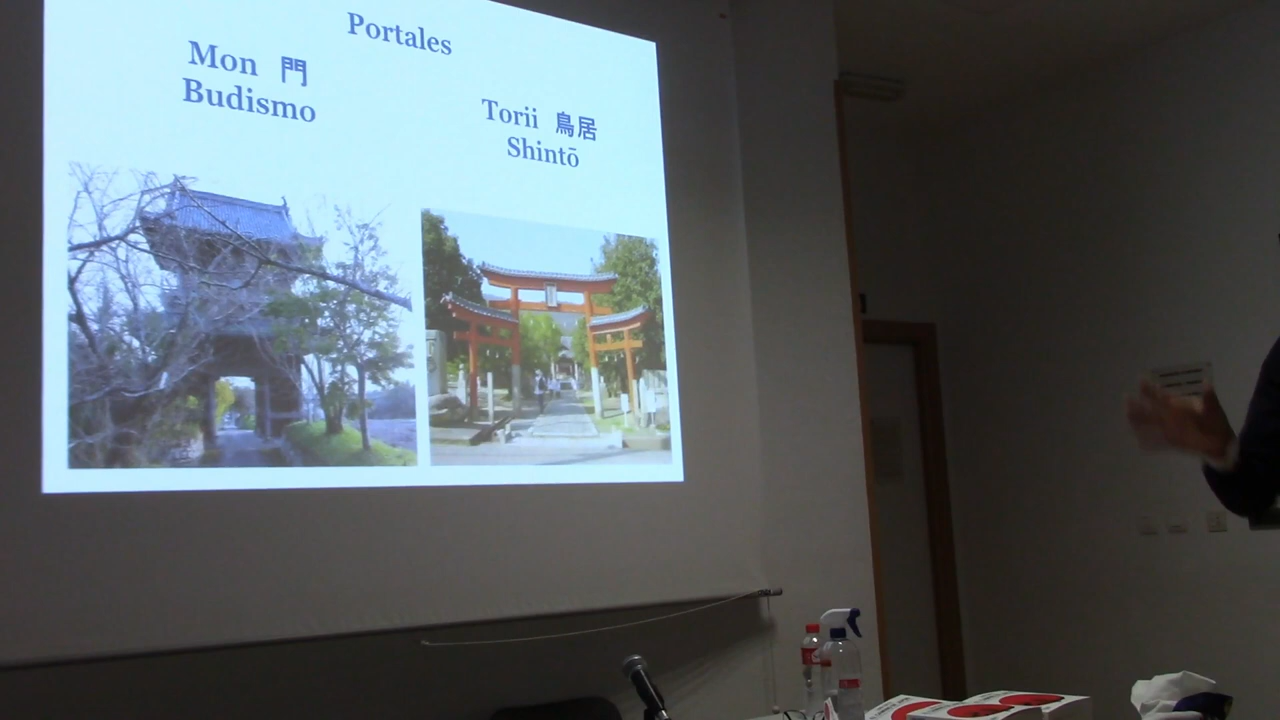 Portales
Mon 門
Budismo
Torii 鳥居
Shintō